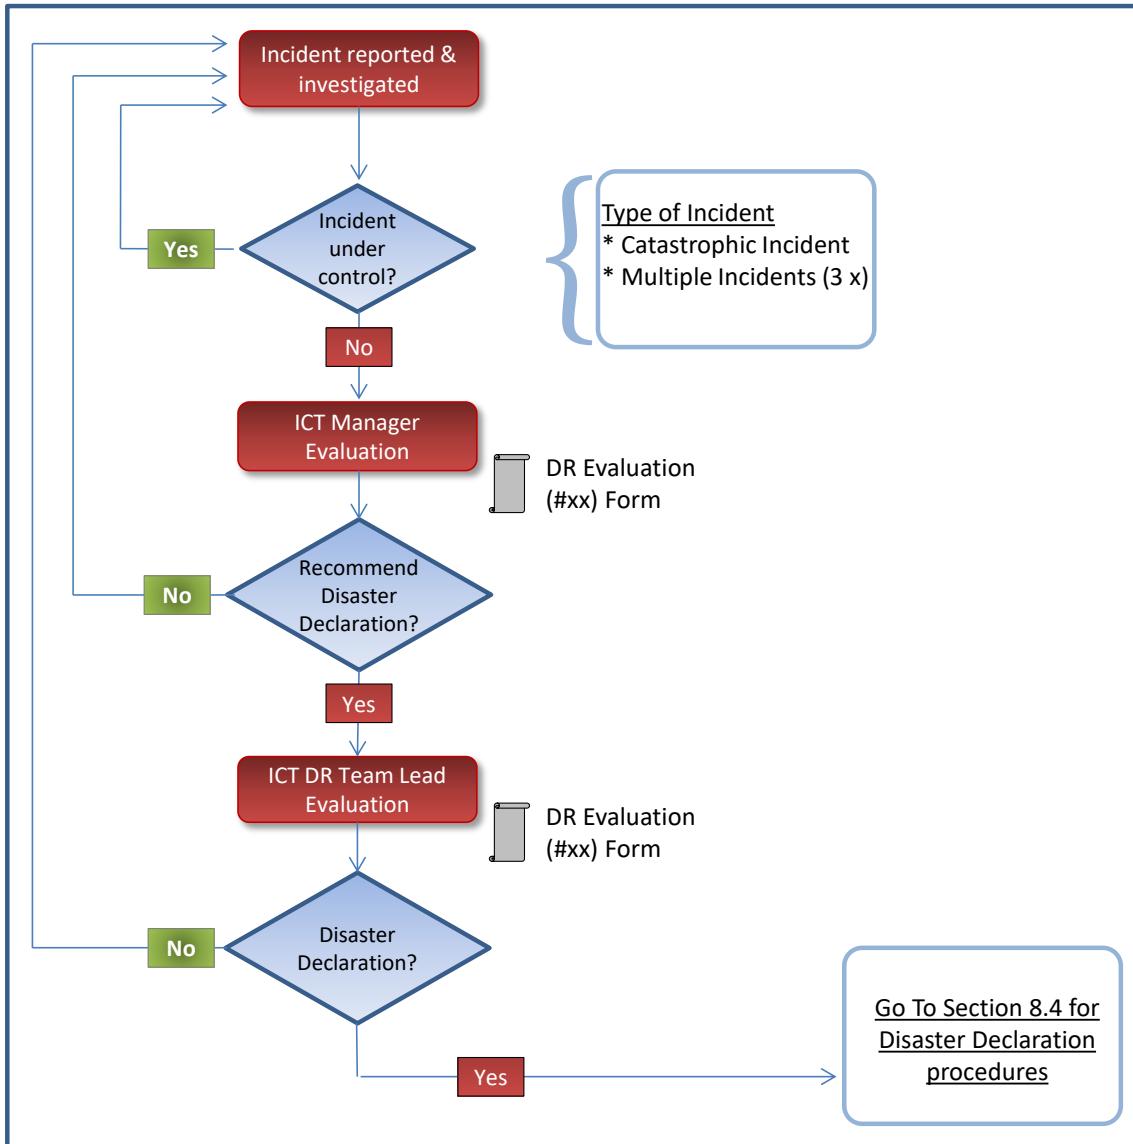 Incident reported &
investigated
Incident
under
control?
Yes
Type of Incident
* Catastrophic Incident
* Multiple Incidents (3 x)
No
ICT Manager
Evaluation
DR Evaluation
(#xx) Form
Recommend
Disaster
Declaration?
No
Yes
ICT DR Team Lead
Evaluation
DR Evaluation
(#xx) Form
Disaster
Declaration?
No
Yes
Go To Section 8.4 for
Disaster Declaration
procedures